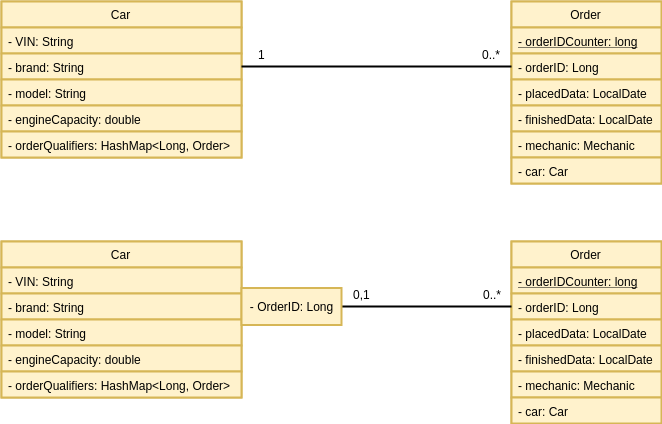 Car
- VIN: String
- brand: String
- model: String
- engineCapacity: double
- orderQualifiers: HashMap<Long, Order>
1
0..*
Order
- orderIDCounter: long
- orderID: Long
- placedData: LocalDate
- finishedData: LocalDate
- mechanic: Mechanic
- car: Car
Car
- VIN: String
- brand: String
- model: String
- engineCapacity: double
- orderQualifiers: HashMap<Long, Order>
- OrderID: Long
0,1
0..*
Order
- orderIDCounter: long
- orderID: Long
- placedData: LocalDate
- finishedData: LocalDate
- mechanic: Mechanic
- car: Car